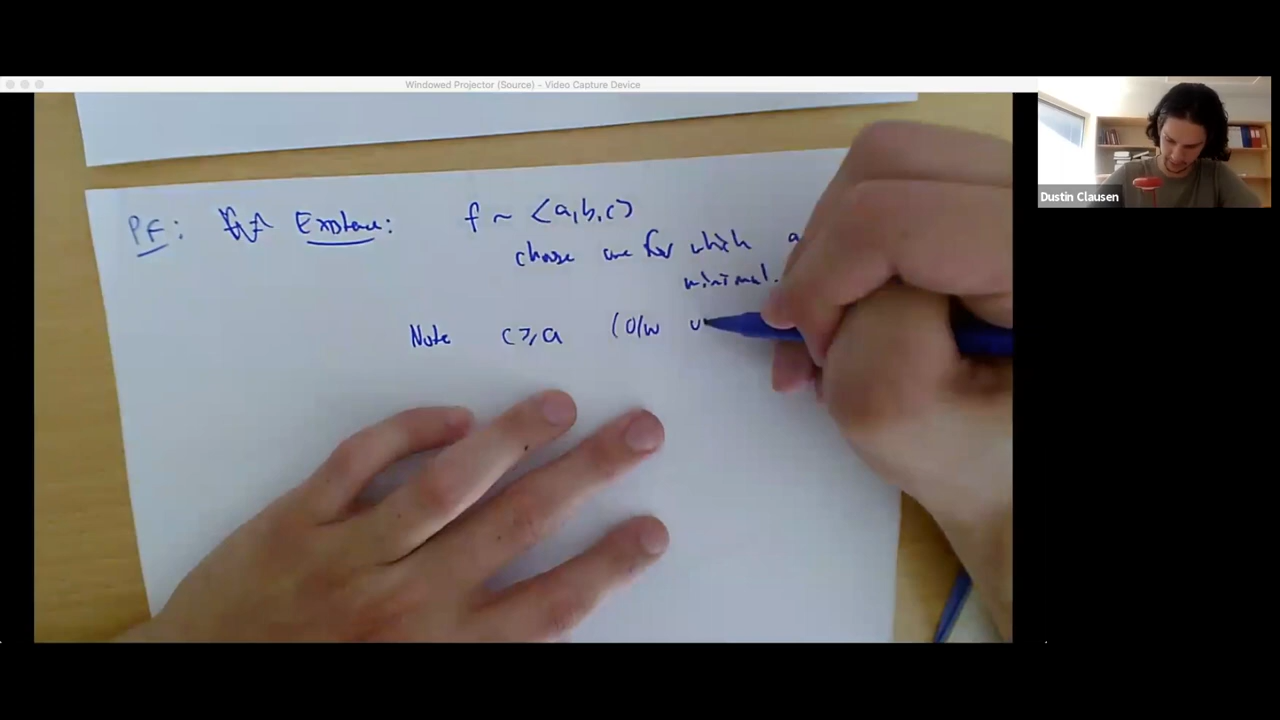 Windowed Projector (Source) - Video Capture Device
Dustin Clausen
PF: Existence: f ~ <a,b,c>
choose one for which a
minimal.
Note c ≥ a (O/w